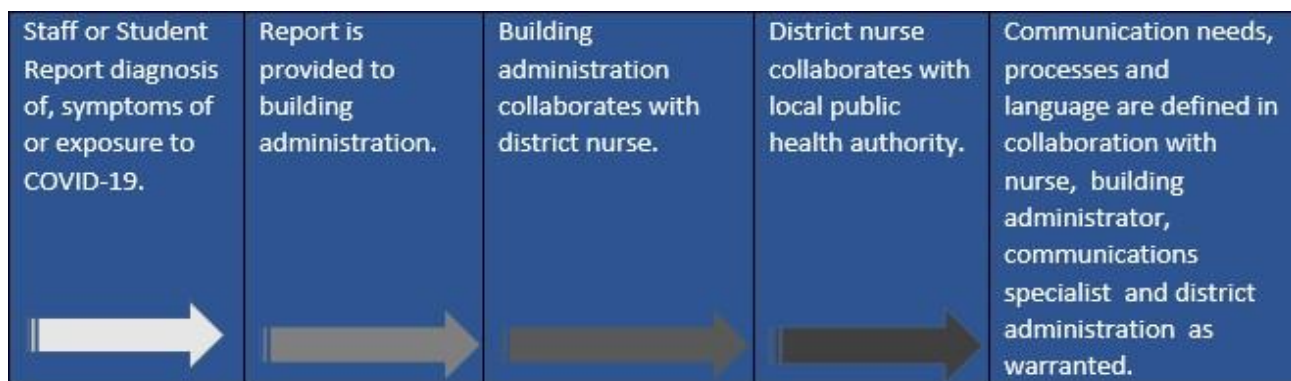 Staff or Student
Report diagnosis
of, symptoms of
or exposure to
COVID-19.
Report is
provided to
building
administration.
Building
administration
collaborates with
district nurse.
District nurse
collaborates with
local public
health authority.
Communication needs,
processes and
language are defined in
collaboration with
nurse, building
administrator,
communications
specialist and district
administration as
warranted.